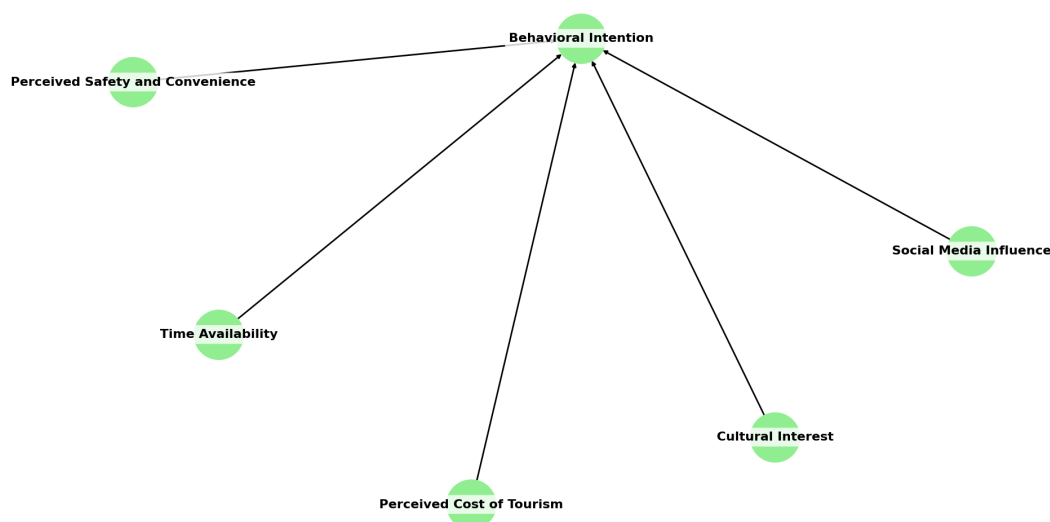 Behavioral Intention
Perceived Safety and Convenience
Social Media Influence
Time Availability
Cultural Interest
Perceived Cost of Tourism